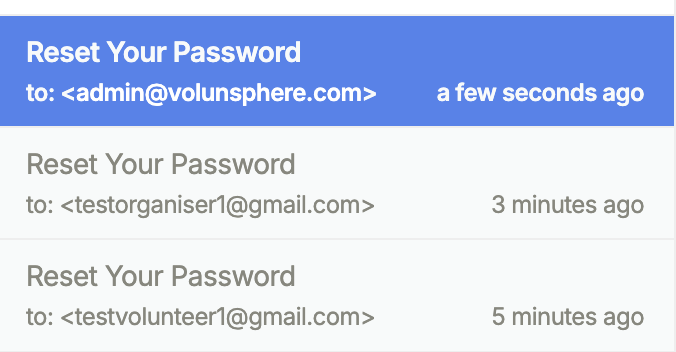 Reset Your Password
to: <admin@volunsphere.com> a few seconds ago
Reset Your Password
to: <testorganiser1@gmail.com> 3 minutes ago
Reset Your Password
to: <testvolunteer1@gmail.com> 5 minutes ago